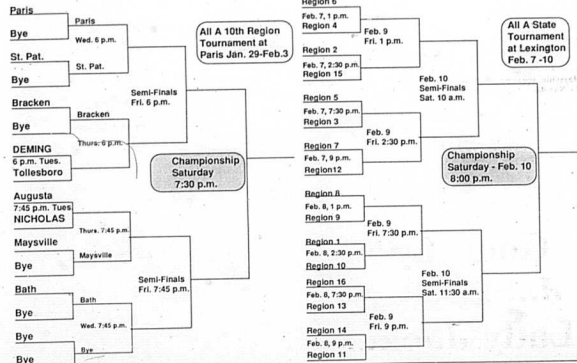 Paris
Bye
St. Pat.
Bye
Bracken
Bye
DEMING
6 p.m. Tues.
Tollesboro
Augusta
7:45 p.m. Tues
NICHOLAS
Maysville
Bye
Bath
Bye
Bye
Bye
Paris
Wed. 6 p.m.
St. Pat.
Bracken
Thurs. 6 p.m.
Thurs. 7:45 p.m.
Maysville
Bath
Wed. 7:45 p.m.
Bye
Semi-Finals
Fri. 6 p.m.
Semi-Finals
Fri. 7:45 p.m.
All A 10th Region
Tournament at
Paris Jan. 29-Feb.3
Championship
Saturday
7:30 p.m.
Region 6
Feb. 7, 1 p.m.
Region 4
Region 2
Feb. 7, 2:30 p.m.
Region 15
Region 5
Feb. 7, 7:30 p.m.
Region 3
Region 7
Feb. 7, 9 p.m.
Region12
Region 8
Feb. 8, 1 p.m.
Region 9
Region 1
Feb. 8, 2:30 p.m.
Region 10
Region 16
Feb. 8, 7:30 p.m.
Region 13
Region 14
Feb. 8, 9 p.m.
Region 11
Feb. 9
Fri. 1 p.m.
Feb. 9
Fri. 2:30 p.m.
Feb. 9
Fri. 7:30 p.m.
Feb. 9
Fri. 9 p.m.
Feb. 10
Semi-Finals
Sat. 10 a.m.
Feb. 10
Semi-Finals
Sat. 11:30 a.m.
All A State
Tournament
at Lexington
Feb. 7 -10
Championship
Saturday - Feb. 10
8:00 p.m.